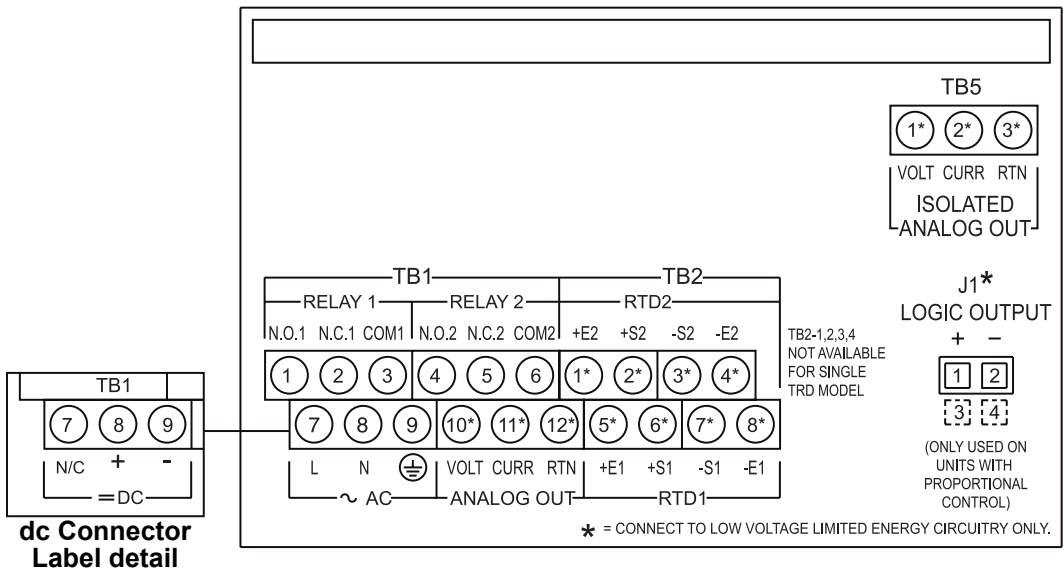 TB5
1* 2* 3*
VOLT CURR RTN
ISOLATED
ANALOG OUT
TB1 TB2
RELAY 1 RELAY 2 RTD2
N.O.1 N.C.1 COM1 N.O.2 N.C.2 COM2 +E2 +S2 -S2 -E2
1 2 3 4 5 6 1* 2* 3* 4*
TB2-1,2,3,4
NOT AVAILABLE
FOR SINGLE
TRD MODEL
7 8 9 10* 11* 12* 5* 6* 7* 8*
L N VOLT CURR RTN +E1 +S1 -S1 -E1
~ AC ANALOG OUT RTD1
J1*
LOGIC OUTPUT
+ −
1 2
3 4
(ONLY USED ON
UNITS WITH
PROPORTIONAL
CONTROL)
* = CONNECT TO LOW VOLTAGE LIMITED ENERGY CIRCUITRY ONLY.
TB1
7 8 9
N/C + -
=DC
dc Connector
Label detail